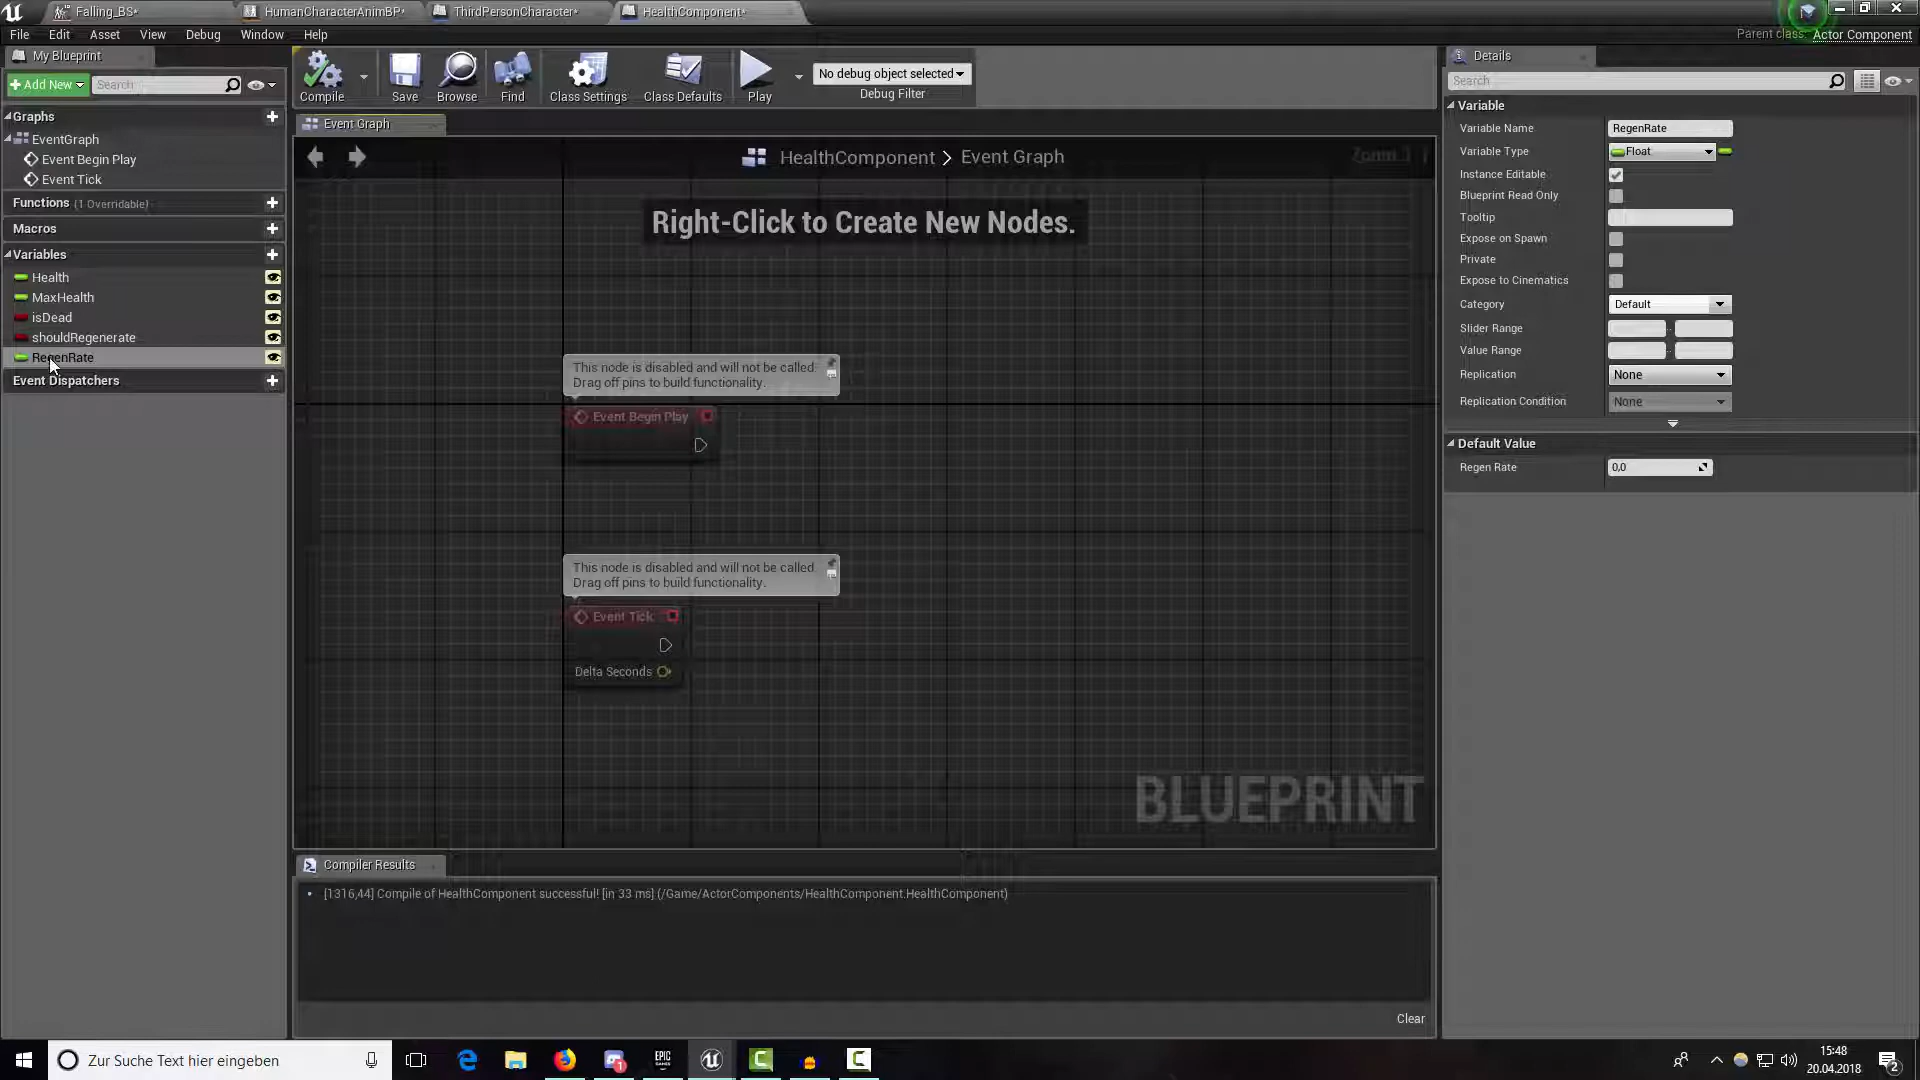 Falling_BS*
HumanCharacterAnimBP*
ThirdPersonCharacter*
HealthComponent*
File Edit Asset View Debug Window Help
Parent class: Actor Component
My Blueprint
Add New
Search
Compile
Save
Browse
Find
Class Settings
Class Defaults
Play
No debug object selected
Debug Filter
Graphs
EventGraph
Event Begin Play
Event Tick
Functions (1 Overridable)
Macros
Variables
Health
MaxHealth
isDead
shouldRegenerate
RegenRate
Event Dispatchers
Event Graph
HealthComponent > Event Graph
Right-Click to Create New Nodes.
This node is disabled and will not be called.
Drag off pins to build functionality.
Event Begin Play
This node is disabled and will not be called.
Drag off pins to build functionality.
Event Tick
Delta Seconds
BLUEPRINT
Compiler Results
[1316,44] Compile of HealthComponent successful! [in 33 ms] (/Game/ActorComponents/HealthComponent.HealthComponent)
Clear
Details
Search
Variable
Variable Name RegenRate
Variable Type Float
Instance Editable
Blueprint Read Only
Tooltip
Expose on Spawn
Private
Expose to Cinematics
Category Default
Slider Range
Value Range
Replication None
Replication Condition None
Default Value
Regen Rate 0,0
Zur Suche Text hier eingeben
EPIC
GAMES
15:48
20.04.2018
2